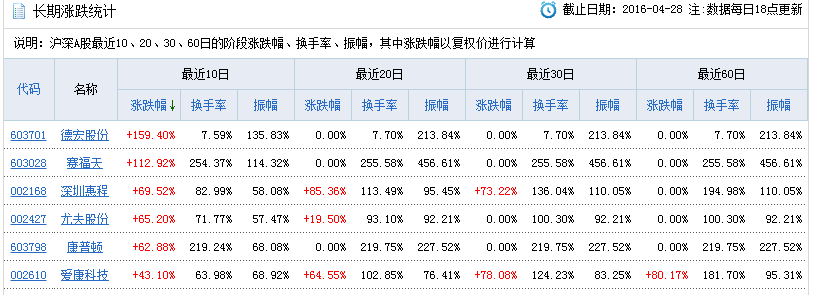 长期涨跌统计 截止日期：2016-04-28 注:数据每日18点更新
说明：沪深A股最近10、20、30、60日的阶段涨跌幅、换手率、振幅，其中涨跌幅以复权价进行计算
代码 名称 最近10日 最近20日 最近30日 最近60日
涨跌幅↓ 换手率 振幅 涨跌幅 换手率 振幅 涨跌幅 换手率 振幅 涨跌幅 换手率 振幅
603701 德宏股份 +159.40% 7.59% 135.83% 0.00% 7.70% 213.84% 0.00% 7.70% 213.84% 0.00% 7.70% 213.84%
603028 赛福天 +112.92% 254.37% 114.32% 0.00% 255.58% 456.61% 0.00% 255.58% 456.61% 0.00% 255.58% 456.61%
002168 深圳惠程 +69.52% 82.99% 58.08% +85.36% 113.49% 95.45% +73.22% 136.04% 110.05% 0.00% 194.98% 110.05%
002427 尤夫股份 +65.20% 71.77% 57.47% +19.50% 93.10% 92.21% 0.00% 100.30% 92.21% 0.00% 100.30% 92.21%
603798 康普顿 +62.88% 219.24% 68.08% 0.00% 219.75% 227.52% 0.00% 219.75% 227.52% 0.00% 219.75% 227.52%
002610 爱康科技 +43.10% 63.98% 68.92% +64.55% 102.85% 76.41% +78.08% 124.23% 83.25% +80.17% 181.70% 95.31%